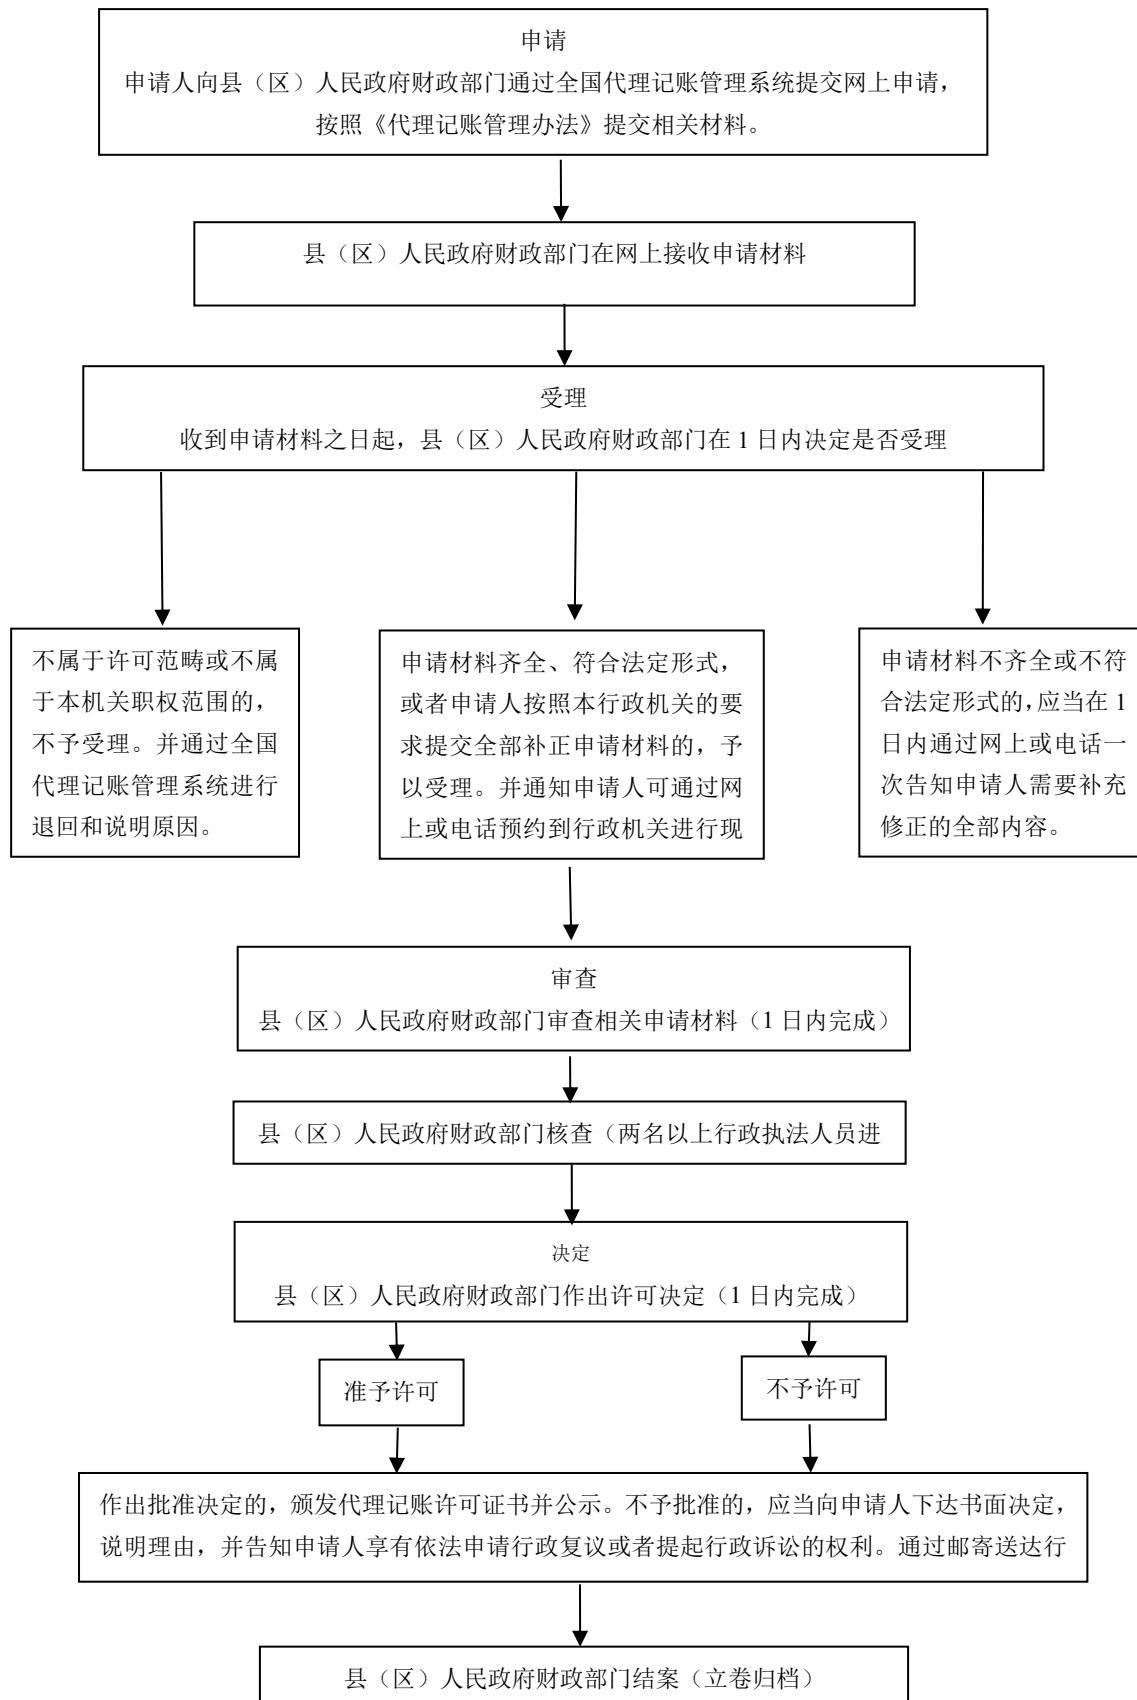 申请
申请人向县（区）人民政府财政部门通过全国代理记账管理系统提交网上申请，
按照《代理记账管理办法》提交相关材料。
县（区）人民政府财政部门在网上接收申请材料
受理
收到申请材料之日起，县（区）人民政府财政部门在 1 日内决定是否受理
不属于许可范畴或不属
于本机关职权范围的，
不予受理。并通过全国
代理记账管理系统进行
退回和说明原因。
申请材料齐全、符合法定形式，
或者申请人按照本行政机关的要
求提交全部补正申请材料的，予
以受理。并通知申请人可通过网
上或电话预约到行政机关进行现
申请材料不齐全或不符
合法定形式的，应当在 1
日内通过网上或电话一
次告知申请人需要补充
修正的全部内容。
审查
县（区）人民政府财政部门审查相关申请材料（1 日内完成）
县（区）人民政府财政部门核查（两名以上行政执法人员进
决定
县（区）人民政府财政部门作出许可决定（1 日内完成）
准予许可
不予许可
作出批准决定的，颁发代理记账许可证书并公示。不予批准的，应当向申请人下达书面决定，
说明理由，并告知申请人享有依法申请行政复议或者提起行政诉讼的权利。通过邮寄送达行
县（区）人民政府财政部门结案（立卷归档）